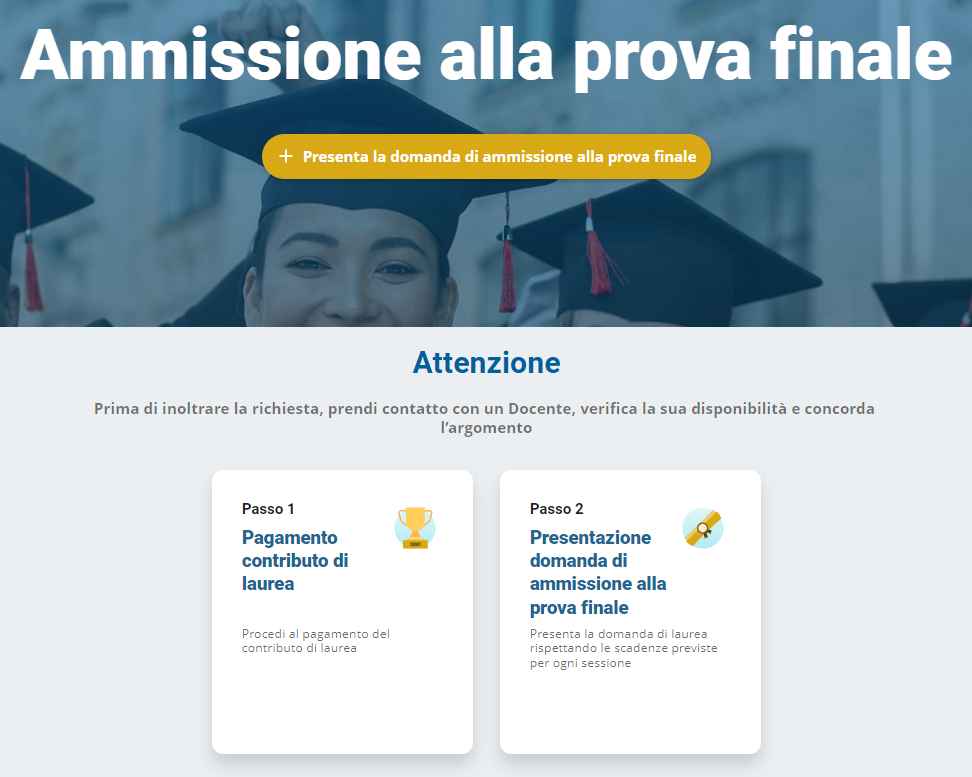 Ammissione alla prova finale
+ Presenta la domanda di ammissione alla prova finale
Attenzione
Prima di inoltrare la richiesta, prendi contatto con un Docente, verifica la sua disponibilità e concorda
l’argomento
Passo 1
Pagamento
contributo di
laurea
Procedi al pagamento del
contributo di laurea
Passo 2
Presentazione
domanda di
ammissione alla
prova finale
Presenta la domanda di laurea
rispettando le scadenze previste
per ogni sessione